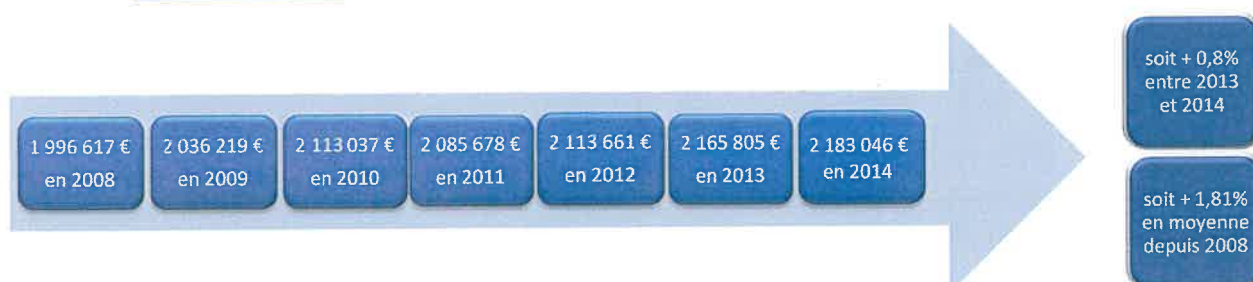 1 996 617 €
en 2008
2 036 219 €
en 2009
2 113 037 €
en 2010
2 085 678 €
en 2011
2 113 661 €
en 2012
2 165 805 €
en 2013
2 183 046 €
en 2014
soit + 0,8%
entre 2013
et 2014
soit + 1,81%
en moyenne
depuis 2008